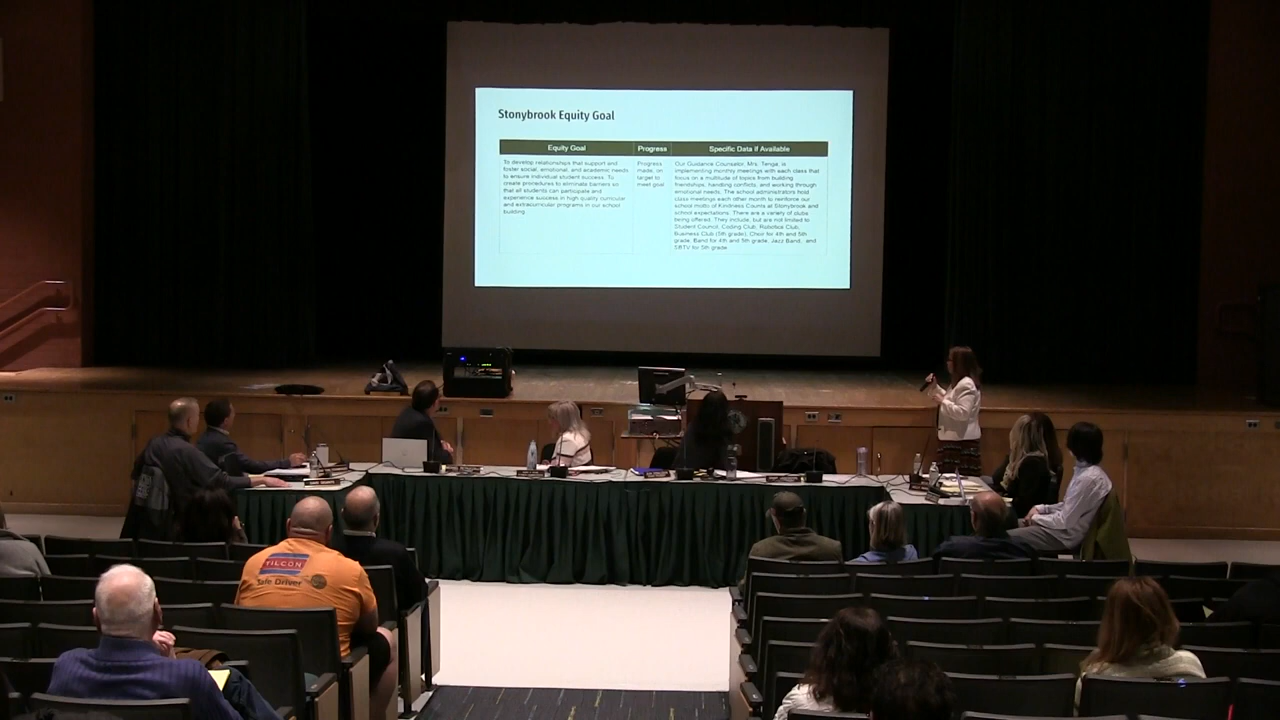 Stonybrook Equity Goal
Equity Goal Progress Specific Data If Available
To develop relationships that support and
foster social, emotional, and academic needs
to ensure individual student success. To
create procedures to eliminate barriers so
that all students can participate and
experience success in high quality curricular
and extracurricular programs in our school
building.
Progress
made, on
target to
meet goal
Our Guidance Counselor, Mrs. Tenga, is
implementing monthly meetings with each class that
focus on a multitude of topics from building
friendships, handling conflicts, and working through
emotional needs. The school administrators hold
class meetings each other month to reinforce our
school motto of Kindness Counts at Stonybrook and
school expectations. There are a variety of clubs
being offered. They include, but are not limited to
Student Council, Coding Club, Robotics Club,
Business Club (5th grade), Choir for 4th and 5th
grade, Band for 4th and 5th grade, Jazz Band, and
SBTV for 5th grade
TILCON
Safe Driver